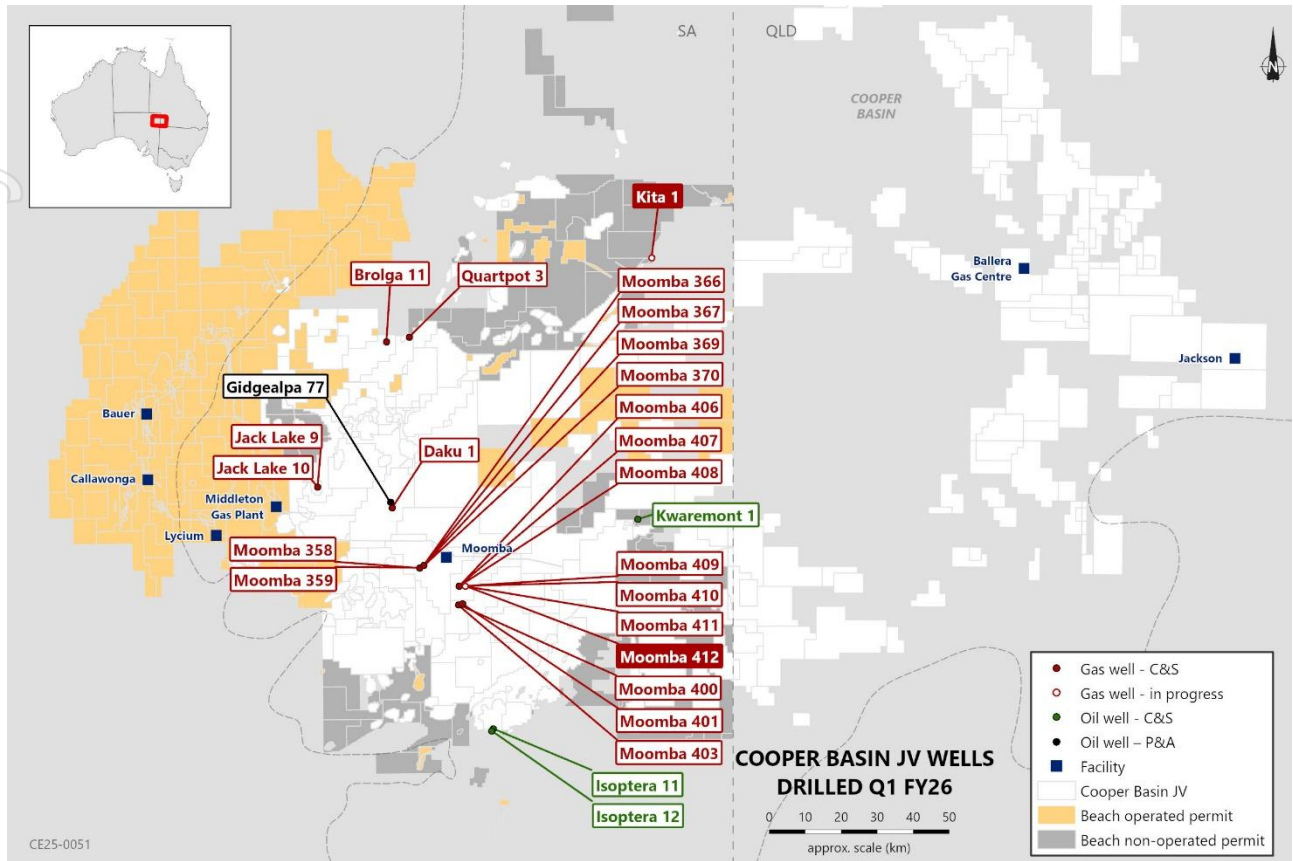 SA
QLD
N
COOPER
BASIN
Kita 1
Brolga 11
Quartpot 3
Moomba 366
Moomba 367
Moomba 369
Moomba 370
Moomba 406
Moomba 407
Moomba 408
Ballera
Gas Centre
Jackson
Gidgealpa 77
Bauer
Jack Lake 9
Jack Lake 10
Daku 1
Callawonga
Middleton
Gas Plant
Lycium
Kwaremont 1
Moomba 358
Moomba 359
Moomba
Moomba 409
Moomba 410
Moomba 411
Moomba 412
Moomba 400
Moomba 401
Moomba 403
Isoptera 11
Isoptera 12
COOPER BASIN JV WELLS
DRILLED Q1 FY26
0 10 20 30 40 50
approx. scale (km)
Gas well - C&S
Gas well - in progress
Oil well - C&S
Oil well – P&A
Facility
Cooper Basin JV
Beach operated permit
Beach non-operated permit
CE25-0051